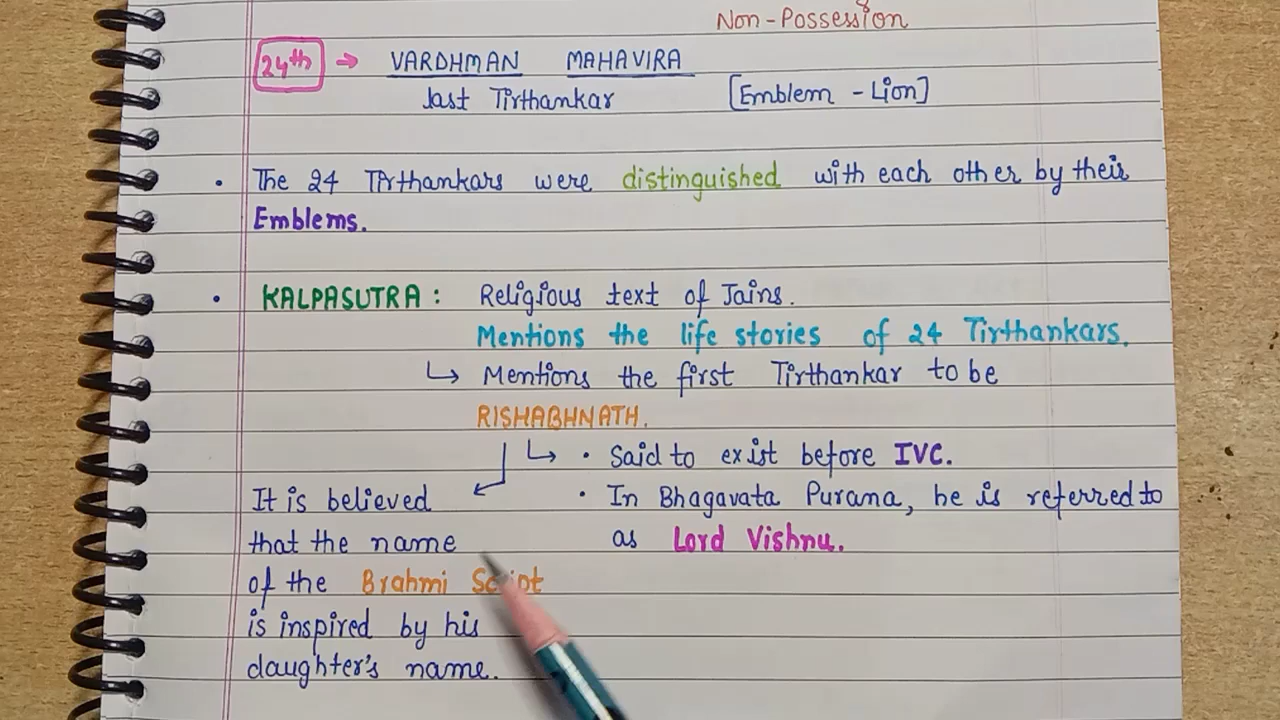 Non-Possession
24th → VARDHMAN MAHAVIRA
last Tirthankar [Emblem - Lion]
• The 24 Tirthankars were distinguished with each other by their
Emblems.
• KALPASUTRA: Religious text of Jains.
Mentions the life stories of 24 Tirthankars.
↳ Mentions the first Tirthankar to be
RISHABHNATH.
↳ • Said to exist before IVC.
• In Bhagavata Purana, he is referred to
as Lord Vishnu.
It is believed
that the name
of the Brahmi Script
is inspired by his
daughter's name.